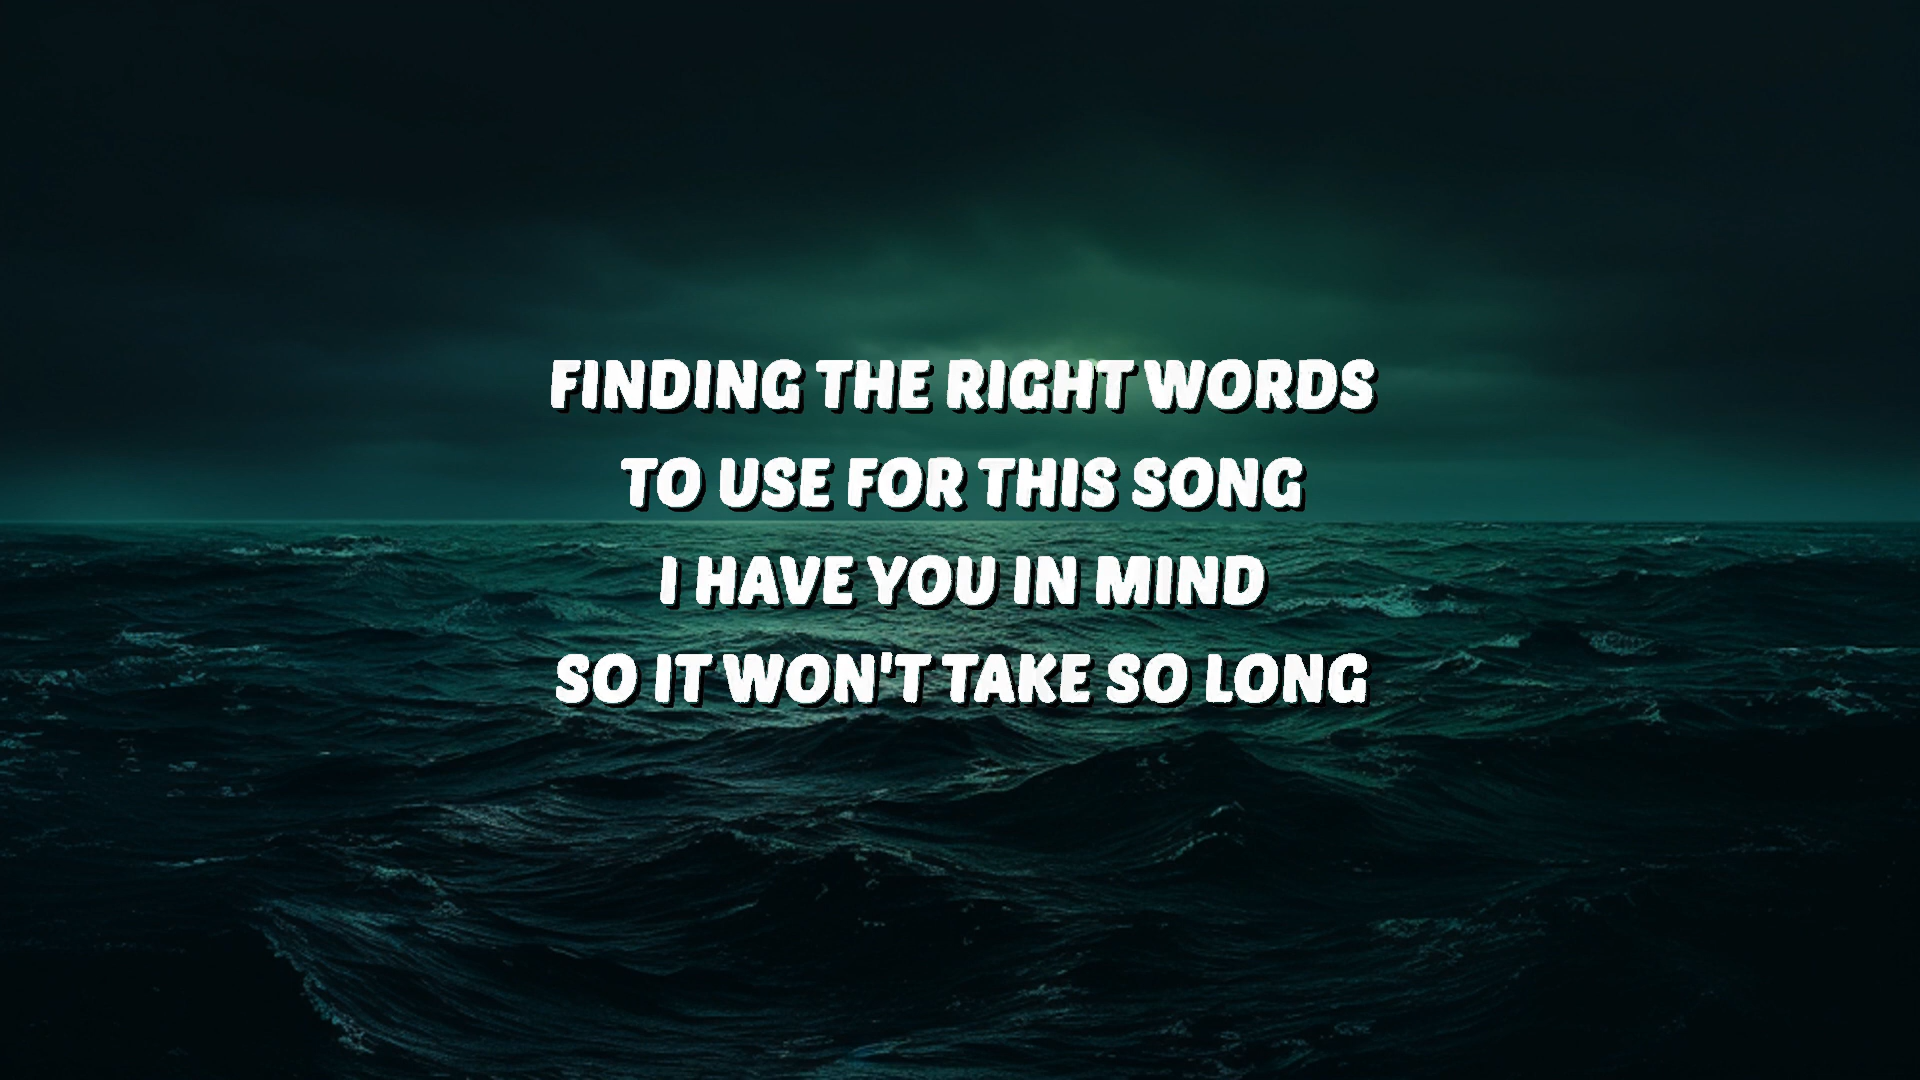 FINDING THE RIGHT WORDS
TO USE FOR THIS SONG
I HAVE YOU IN MIND
SO IT WON'T TAKE SO LONG